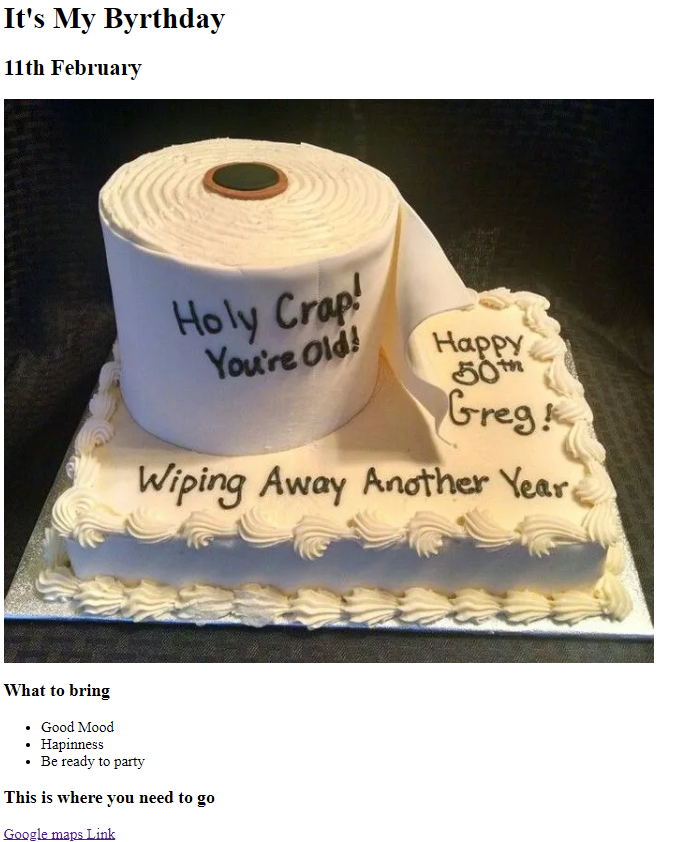 It's My Byrthday
11th February
Holy Crap!
You're Old!
Happy
50th
Greg!
Wiping Away Another Year
What to bring
Good Mood
Hapinness
Be ready to party
This is where you need to go
Google maps Link